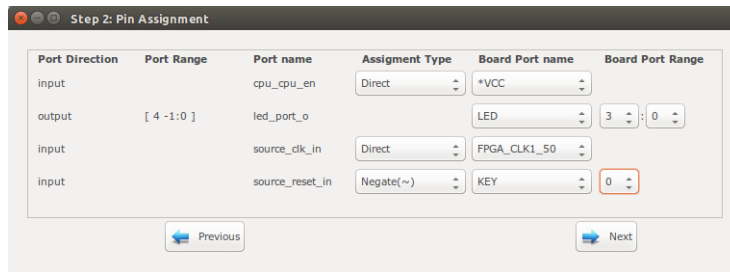 Step 2: Pin Assignment
Port Direction Port Range Port name Assigment Type Board Port name Board Port Range
input cpu_cpu_en Direct *VCC
output [ 4 -1:0 ] led_port_o LED 3 : 0
input source_clk_in Direct FPGA_CLK1_50
input source_reset_in Negate(~) KEY 0
Previous Next